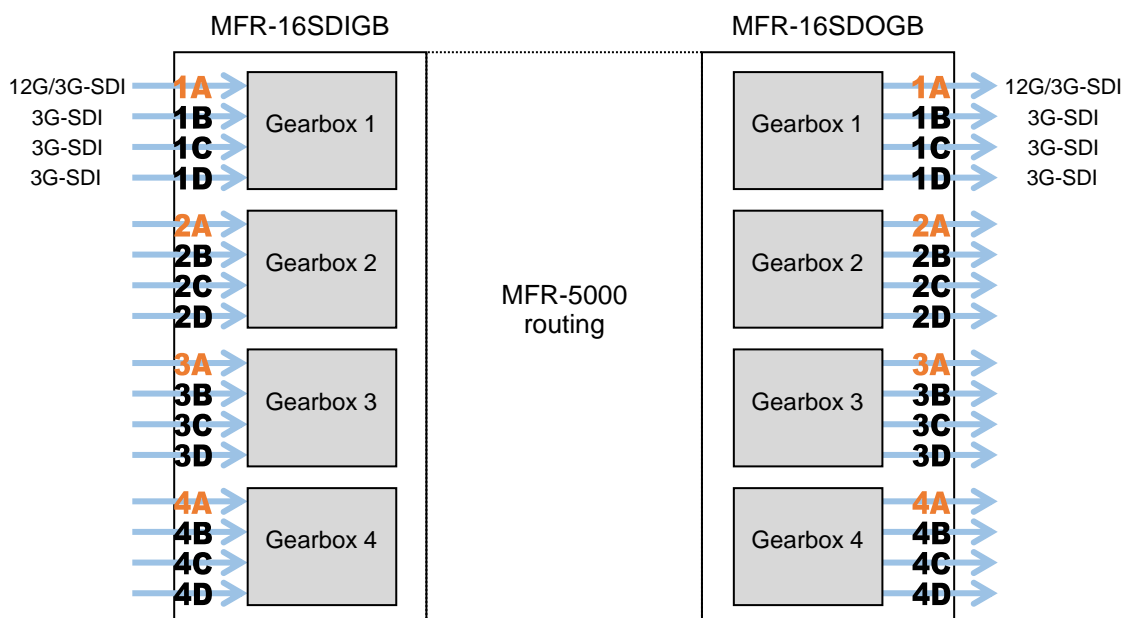 MFR-16SDIGB
MFR-16SDOGB
12G/3G-SDI
1A
3G-SDI
1B
3G-SDI
1C
3G-SDI
1D
Gearbox 1
2A
2B
2C
2D
Gearbox 2
3A
3B
3C
3D
Gearbox 3
4A
4B
4C
4D
Gearbox 4
MFR-5000
routing
Gearbox 1
1A
12G/3G-SDI
1B
3G-SDI
1C
3G-SDI
1D
3G-SDI
Gearbox 2
2A
2B
2C
2D
Gearbox 3
3A
3B
3C
3D
Gearbox 4
4A
4B
4C
4D